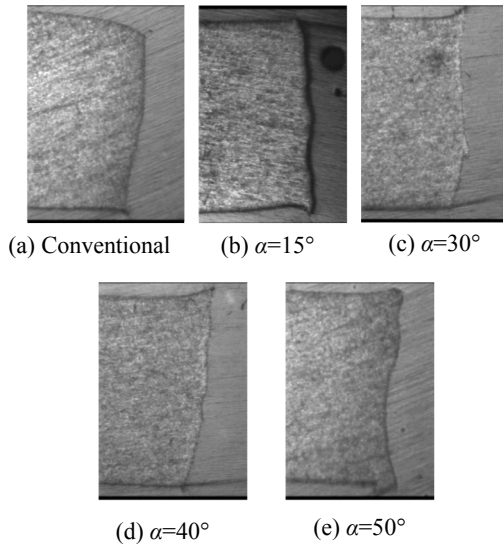 (a) Conventional
(b) α=15°
(c) α=30°
(d) α=40°
(e) α=50°